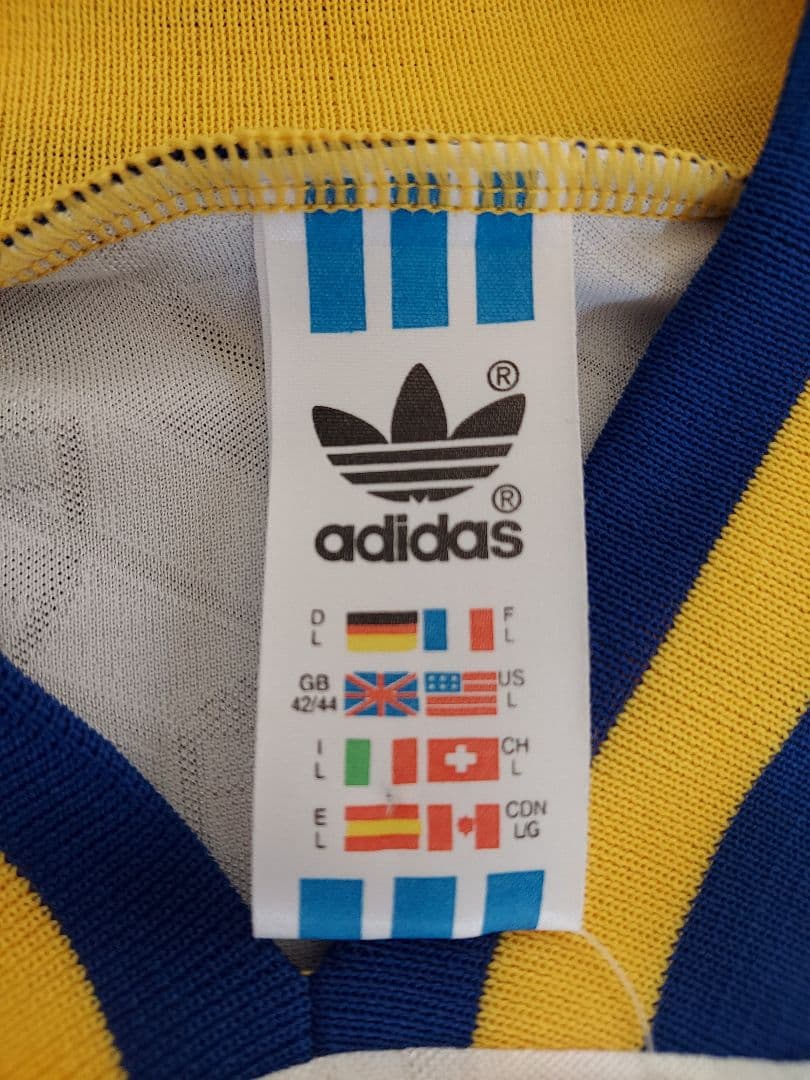 ®
®
adidas
D F
L L
GB US
42/44 L
I CH
L L
E CDN
L L/G